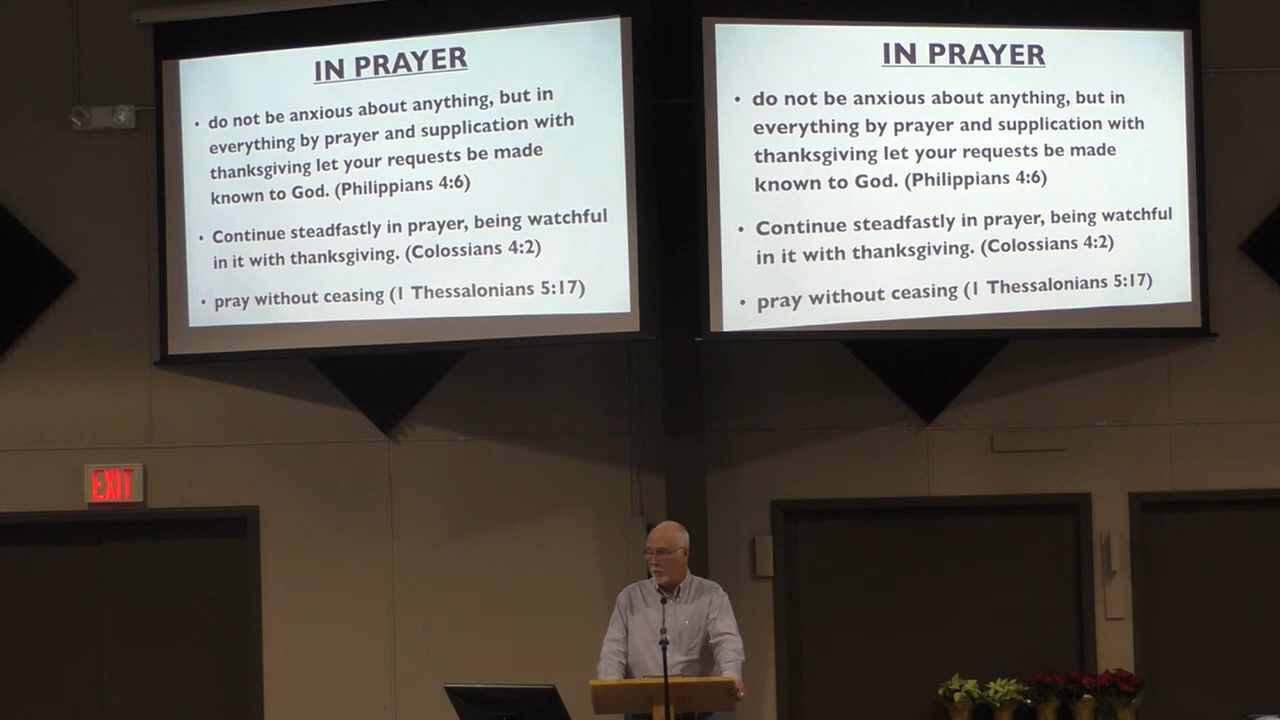 IN PRAYER
• do not be anxious about anything, but in
everything by prayer and supplication with
thanksgiving let your requests be made
known to God. (Philippians 4:6)
• Continue steadfastly in prayer, being watchful
in it with thanksgiving. (Colossians 4:2)
• pray without ceasing (1 Thessalonians 5:17)
IN PRAYER
• do not be anxious about anything, but in
everything by prayer and supplication with
thanksgiving let your requests be made
known to God. (Philippians 4:6)
• Continue steadfastly in prayer, being watchful
in it with thanksgiving. (Colossians 4:2)
• pray without ceasing (1 Thessalonians 5:17)
EXIT